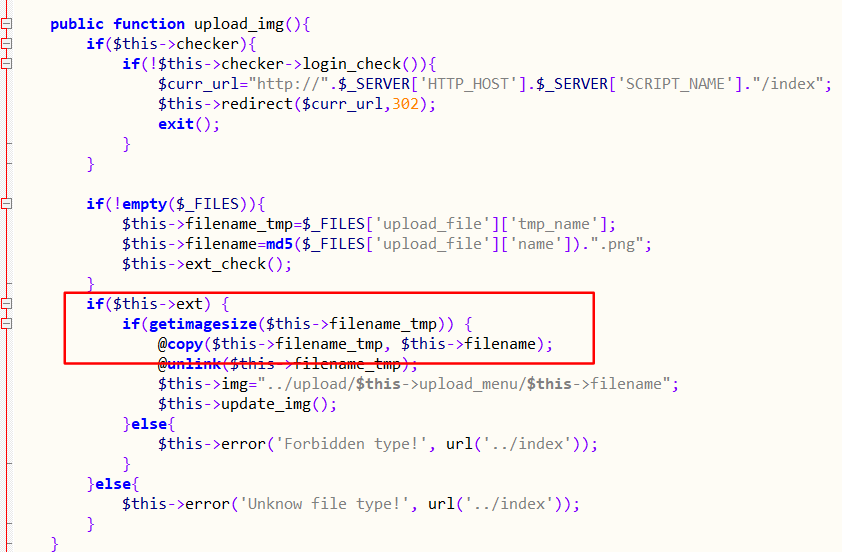 public function upload_img(){
if($this->checker){
if(!$this->checker->login_check()){
$curr_url="http://".$_SERVER['HTTP_HOST'].$_SERVER['SCRIPT_NAME']."/index";
$this->redirect($curr_url,302);
exit();
}
}
if(!empty($_FILES)){
$this->filename_tmp=$_FILES['upload_file']['tmp_name'];
$this->filename=md5($_FILES['upload_file']['name']).".png";
$this->ext_check();
}
if($this->ext) {
if(getimagesize($this->filename_tmp)) {
@copy($this->filename_tmp, $this->filename);
@unlink($this->filename_tmp);
$this->img="../upload/$this->upload_menu/$this->filename";
$this->update_img();
}else{
$this->error('Forbidden type!', url('../index'));
}
}else{
$this->error('Unknow file type!', url('../index'));
}
}